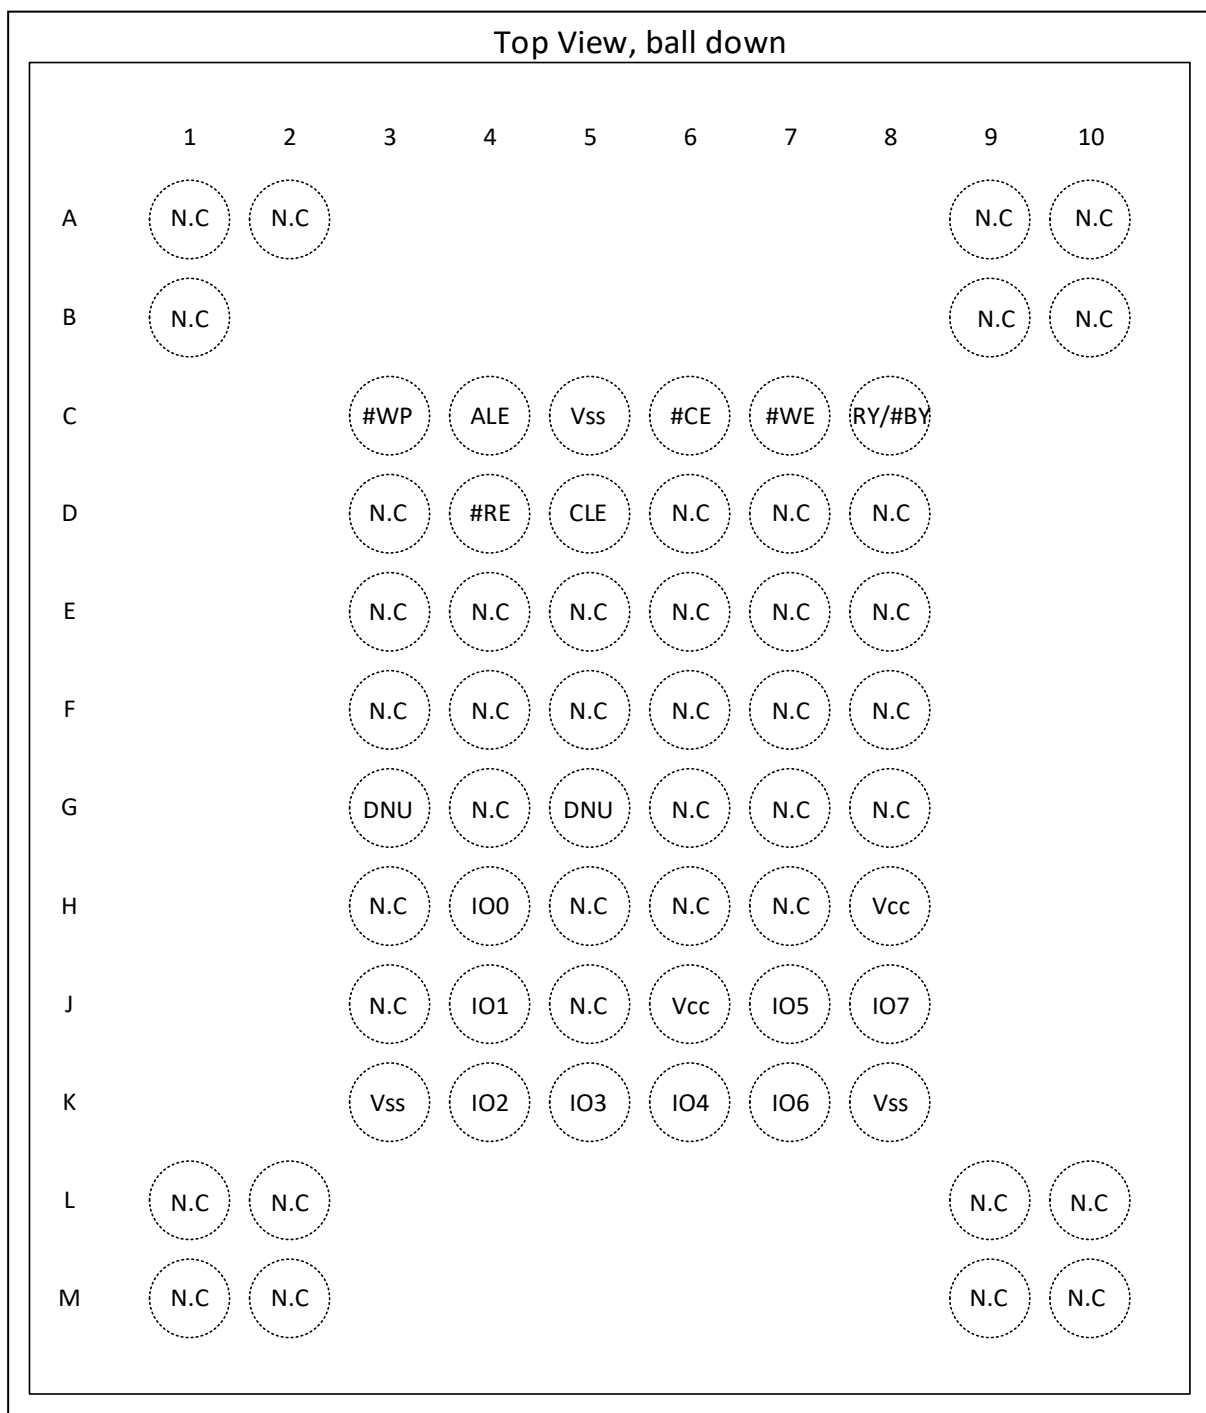 Top View, ball down
1 2 3 4 5 6 7 8 9 10
A N.C N.C N.C N.C
B N.C N.C N.C
C #WP ALE Vss #CE #WE RY/#BY
D N.C #RE CLE N.C N.C N.C
E N.C N.C N.C N.C N.C N.C
F N.C N.C N.C N.C N.C N.C
G DNU N.C DNU N.C N.C N.C
H N.C IO0 N.C N.C N.C Vcc
J N.C IO1 N.C Vcc IO5 IO7
K Vss IO2 IO3 IO4 IO6 Vss
L N.C N.C N.C N.C
M N.C N.C N.C N.C